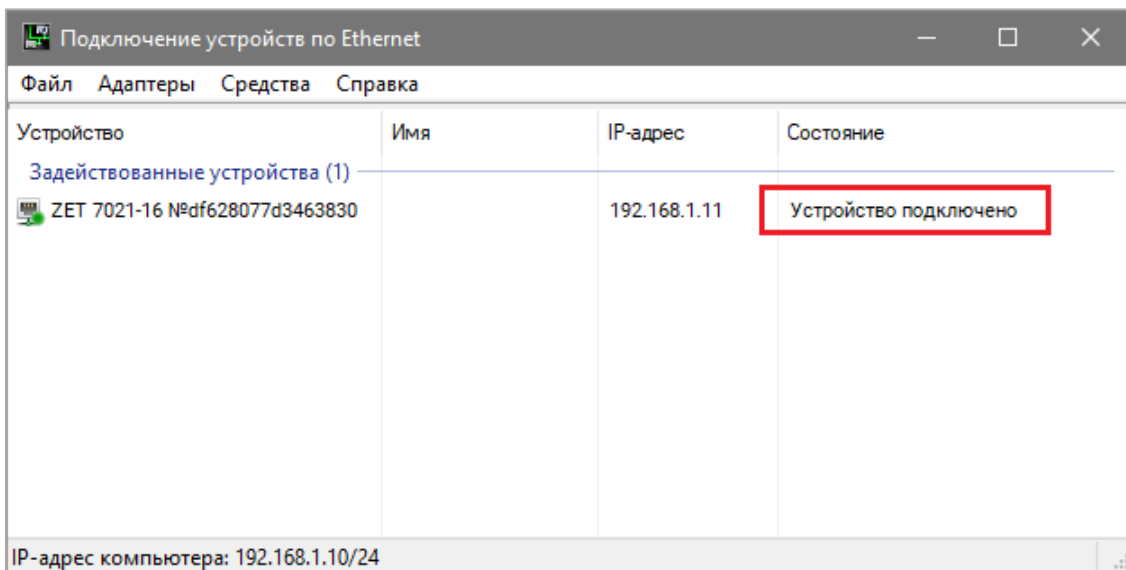 Подключение устройств по Ethernet
Файл Адаптеры Средства Справка
Устройство Имя IP-адрес Состояние
Задействованные устройства (1)
ZET 7021-16 №df628077d3463830 192.168.1.11 Устройство подключено
IP-адрес компьютера: 192.168.1.10/24